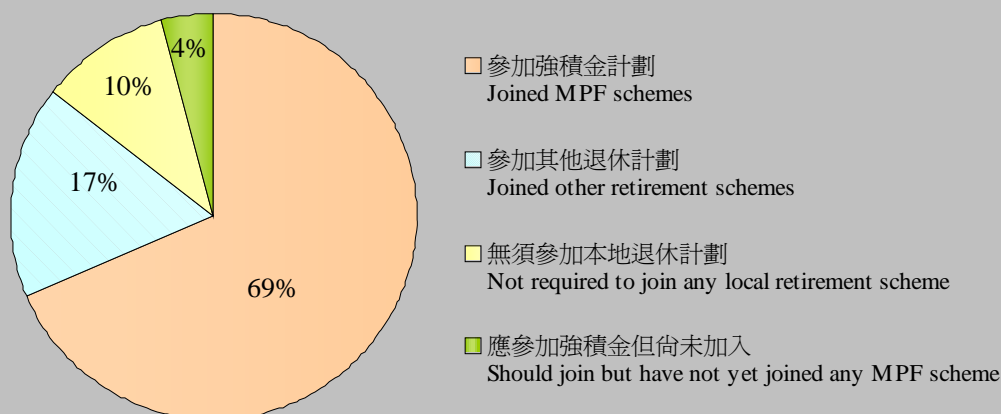 4%
10%
17%
69%
參加強積金計劃
Joined MPF schemes
參加其他退休計劃
Joined other retirement schemes
無須參加本地退休計劃
Not required to join any local retirement scheme
應參加強積金但尚未加入
Should join but have not yet joined any MPF scheme